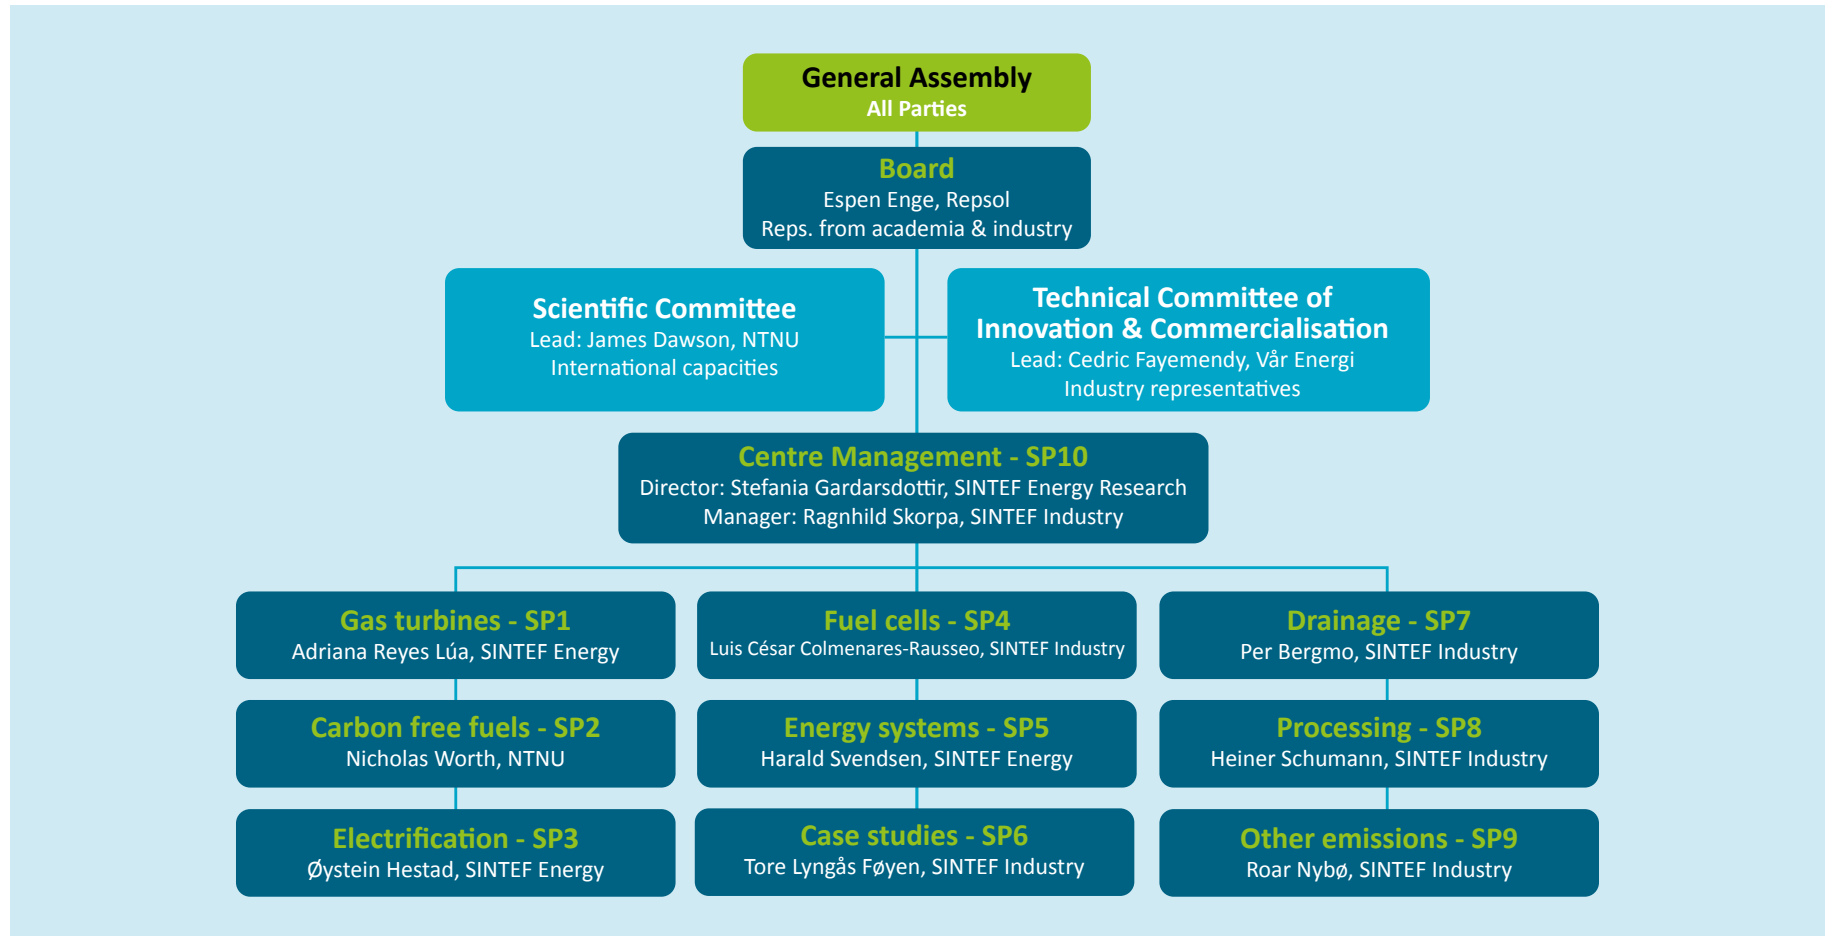 General Assembly
All Parties
Board
Espen Enge, Repsol
Reps. from academia & industry
Scientific Committee
Lead: James Dawson, NTNU
International capacities
Technical Committee of
Innovation & Commercialisation
Lead: Cedric Fayemendy, Vår Energi
Industry representatives
Centre Management - SP10
Director: Stefania Gardarsdottir, SINTEF Energy Research
Manager: Ragnhild Skorpa, SINTEF Industry
Gas turbines - SP1
Adriana Reyes Lúa, SINTEF Energy
Fuel cells - SP4
Luis César Colmenares-Rausseo, SINTEF Industry
Drainage - SP7
Per Bergmo, SINTEF Industry
Carbon free fuels - SP2
Nicholas Worth, NTNU
Energy systems - SP5
Harald Svendsen, SINTEF Energy
Processing - SP8
Heiner Schumann, SINTEF Industry
Electrification - SP3
Øystein Hestad, SINTEF Energy
Case studies - SP6
Tore Lyngås Føyen, SINTEF Industry
Other emissions - SP9
Roar Nybø, SINTEF Industry